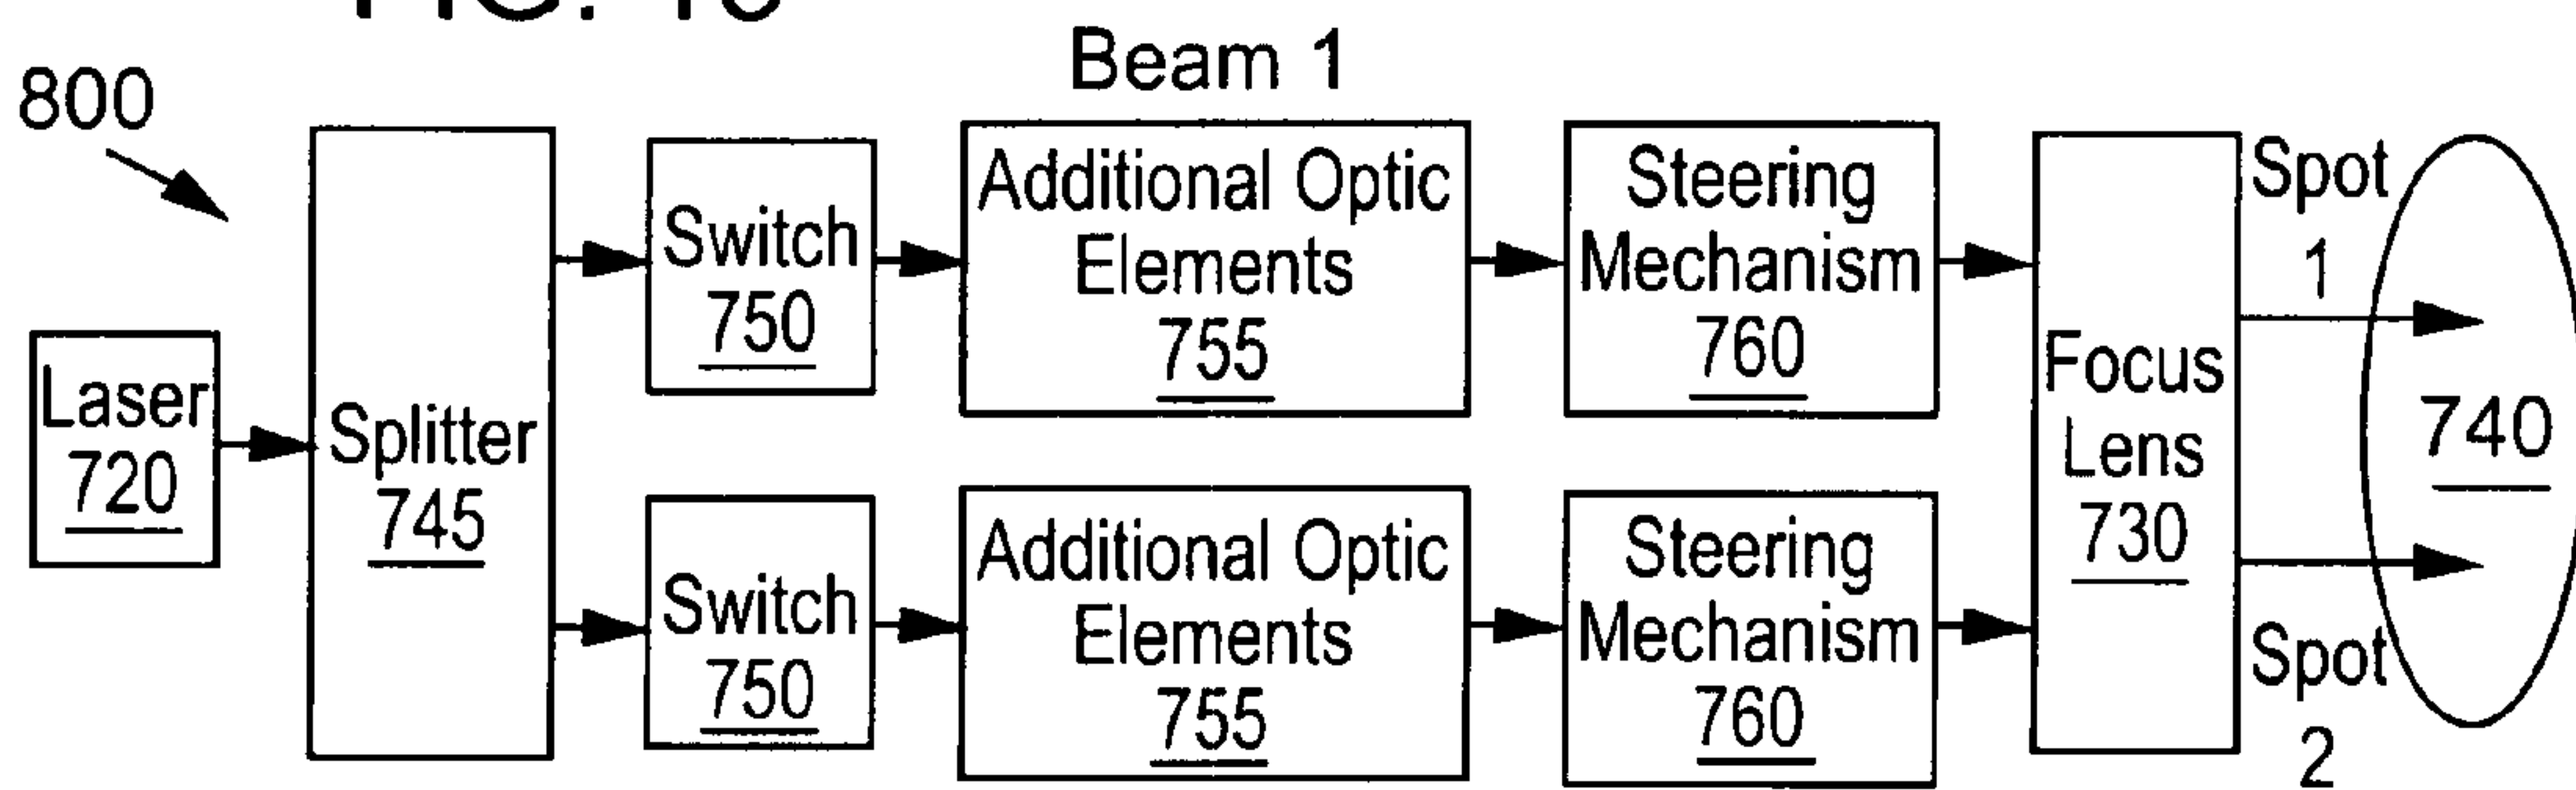 Beam 1
800
Laser
720
Splitter
745
Switch
750
Additional Optic
Elements
755
Steering
Mechanism
760
Switch
750
Additional Optic
Elements
755
Steering
Mechanism
760
Focus
Lens
730
Spot
1
Spot
2
740